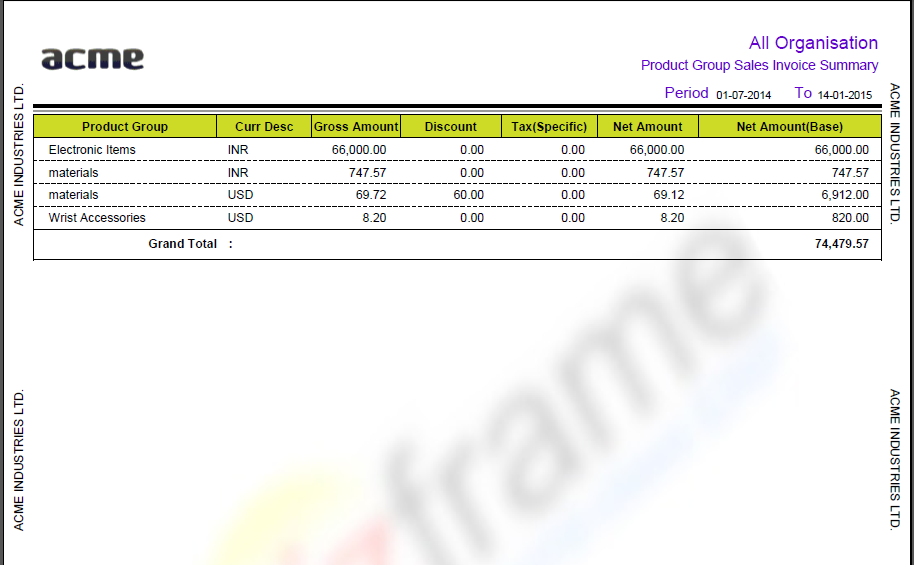 acme
All Organisation
Product Group Sales Invoice Summary
Period 01-07-2014 To 14-01-2015
ACME INDUSTRIES LTD.
ACME INDUSTRIES LTD.
Product Group Curr Desc Gross Amount Discount Tax(Specific) Net Amount Net Amount(Base)
Electronic Items INR 66,000.00 0.00 0.00 66,000.00 66,000.00
materials INR 747.57 0.00 0.00 747.57 747.57
materials USD 69.72 60.00 0.00 69.12 6,912.00
Wrist Accessories USD 8.20 0.00 0.00 8.20 820.00
Grand Total : 74,479.57
frame
ACME INDUSTRIES LTD.
ACME INDUSTRIES LTD.